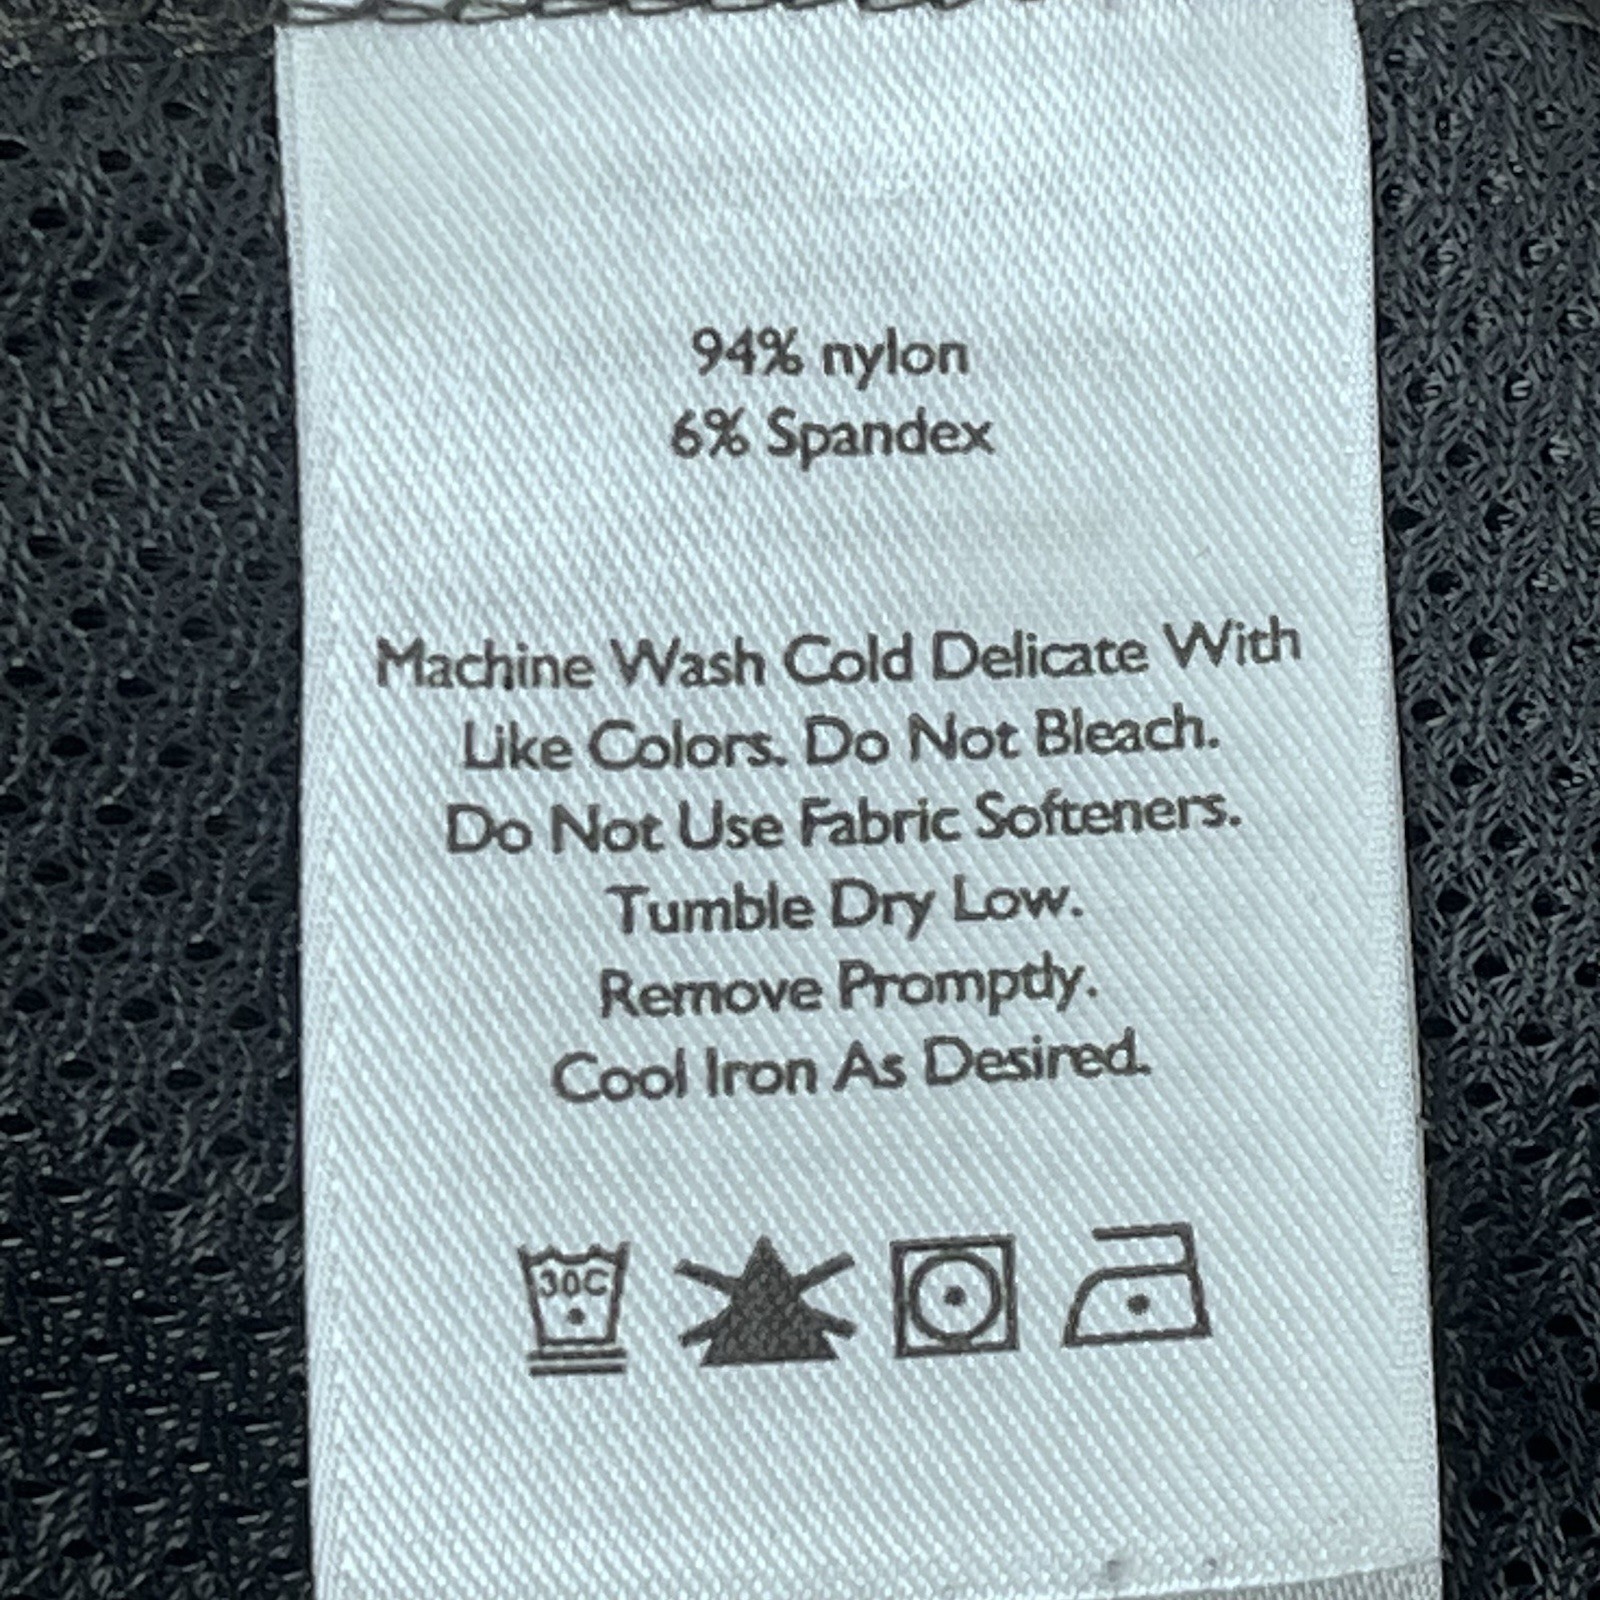 94% nylon
6% Spandex
Machine Wash Cold Delicate With
Like Colors. Do Not Bleach.
Do Not Use Fabric Softeners.
Tumble Dry Low.
Remove Promptly.
Cool Iron As Desired.
30C